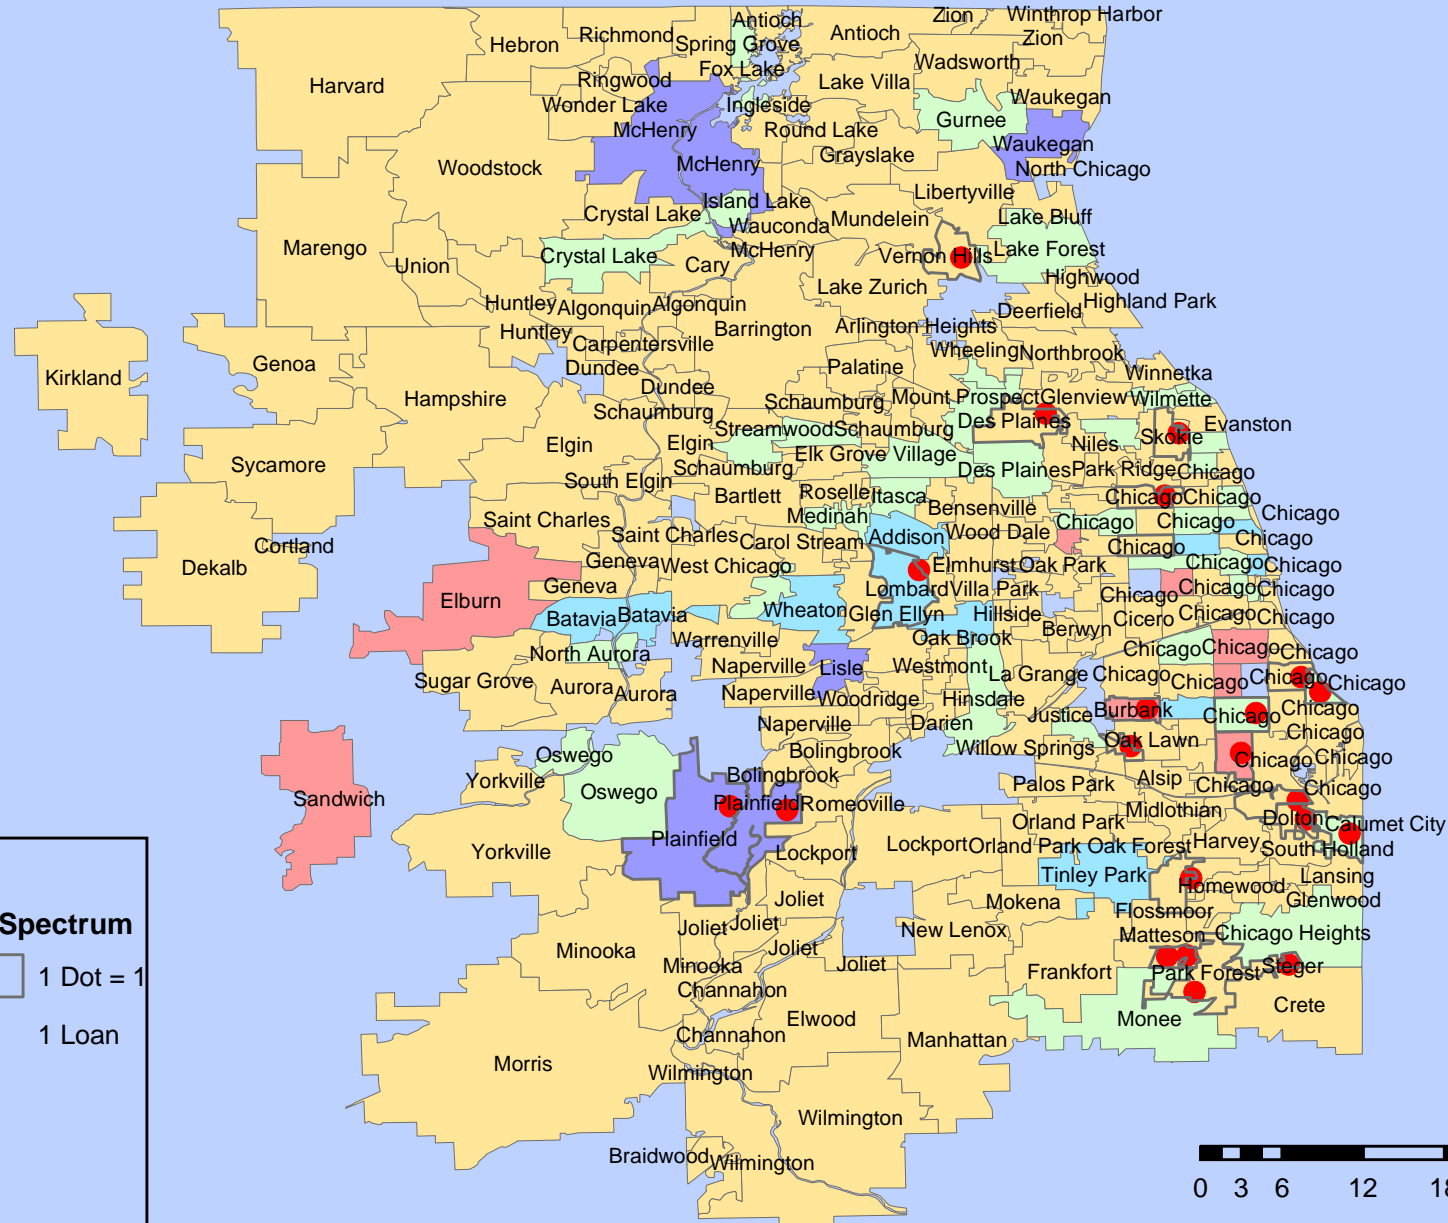 Antioch
Zion
Winthrop Harbor
Hebron
Richmond
Spring Grove
Antioch
Zion
Harvard
Ringwood
Fox Lake
Lake Villa
Wadsworth
Wonder Lake
Ingleside
Waukegan
McHenry
Round Lake
Gurnee
Woodstock
McHenry
Grayslake
Waukegan
North Chicago
Island Lake
Libertyville
Crystal Lake
Wauconda
Mundelein
Lake Bluff
Marengo
Union
Crystal Lake
Cary
McHenry
Vernon Hills
Lake Forest
Lake Zurich
Highwood
Huntley
Algonquin
Algonquin
Deerfield
Highland Park
Huntley
Carpentersville
Barrington
Arlington Heights
Kirkland
Genoa
Dundee
Palatine
Wheeling
Northbrook
Winnetka
Hampshire
Dundee
Schaumburg
Schaumburg
Mount Prospect
Glenview
Wilmette
Elgin
Elgin
Streamwood
Schaumburg
Des Plaines
Niles
Skokie
Evanston
Sycamore
South Elgin
Schaumburg
Elk Grove Village
Des Plaines
Park Ridge
Chicago
Bartlett
Roselle
Itasca
Chicago
Chicago
Saint Charles
Medinah
Bensenville
Chicago
Chicago
Chicago
Dekalb
Cortland
Saint Charles
Carol Stream
Addison
Wood Dale
Chicago
Chicago
Geneva
West Chicago
Elmhurst
Oak Park
Chicago
Chicago
Elburn
Geneva
Lombard
Villa Park
Chicago
Chicago
Chicago
Batavia
Batavia
Wheaton
Glen Ellyn
Hillside
Cicero
Chicago
Chicago
Warrenville
Oak Brook
Berwyn
North Aurora
Chicago
Chicago
Chicago
Sugar Grove
Aurora
Aurora
Naperville
Lisle
Westmont
La Grange
Chicago
Chicago
Chicago
Chicago
Naperville
Woodridge
Hinsdale
Naperville
Darien
Justice
Burbank
Chicago
Chicago
Oswego
Bolingbrook
Willow Springs
Oak Lawn
Chicago
Sandwich
Yorkville
Oswego
Bolingbrook
Palos Park
Alsip
Chicago
Chicago
Chicago
Chicago
Plainfield
Romeoville
Orland Park
Midlothian
Dolton
Calumet City
Yorkville
Plainfield
Lockport
Lockport
Orland Park
Oak Forest
Harvey
South Holland
Tinley Park
Homewood
Lansing
Joliet
Mokena
Flossmoor
Glenwood
Minooka
Joliet
Joliet
Joliet
New Lenox
Matteson
Chicago Heights
Minooka
Joliet
Frankfort
Park Forest
Steger
Channahon
Crete
Elwood
Monee
Channahon
Manhattan
Morris
Wilmington
Wilmington
Braidwood
Wilmington
Spectrum
1 Dot = 1
1 Loan
0 3 6 12 18